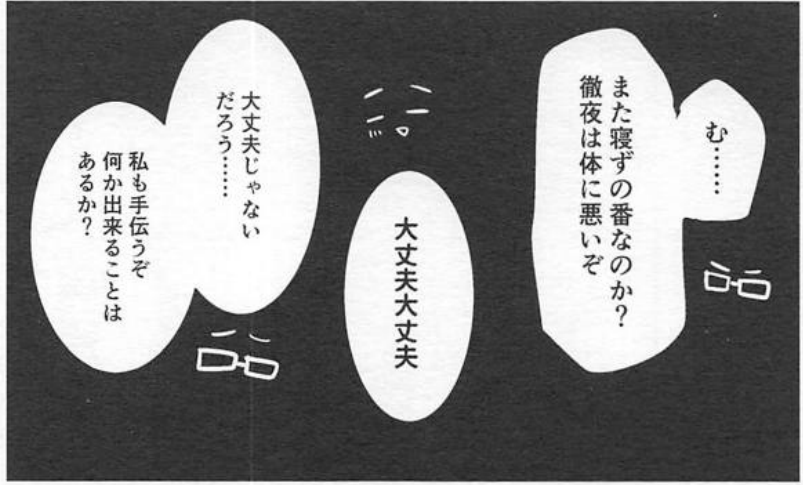 む……
また寝ずの番なのか？
徹夜は体に悪いぞ
大丈夫大丈夫
大丈夫じゃない
だろう……
私も手伝うぞ
何か出来ることは
あるか？